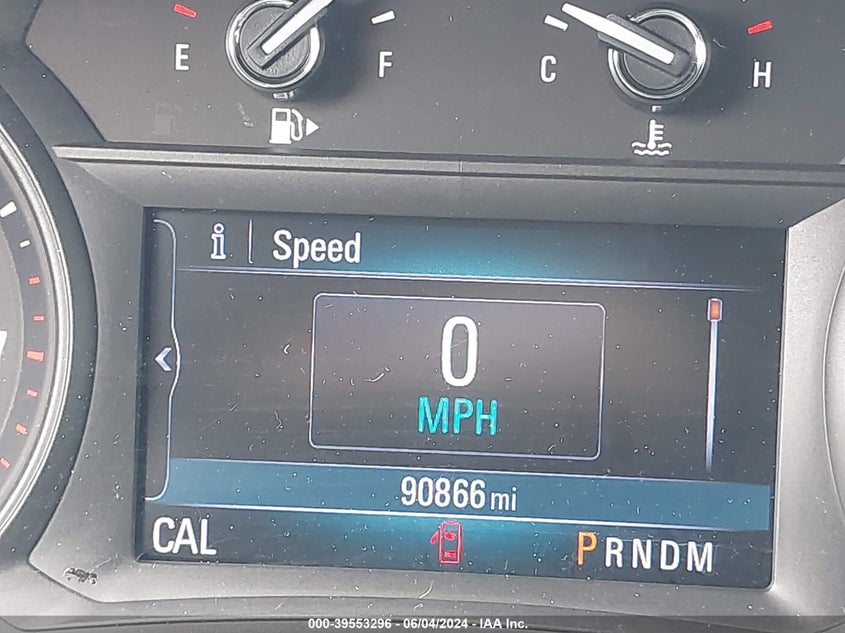 E F C H
Speed
0
MPH
90866 mi
CAL PRNDM
000-39553296 - 06/04/2024 - IAA Inc.